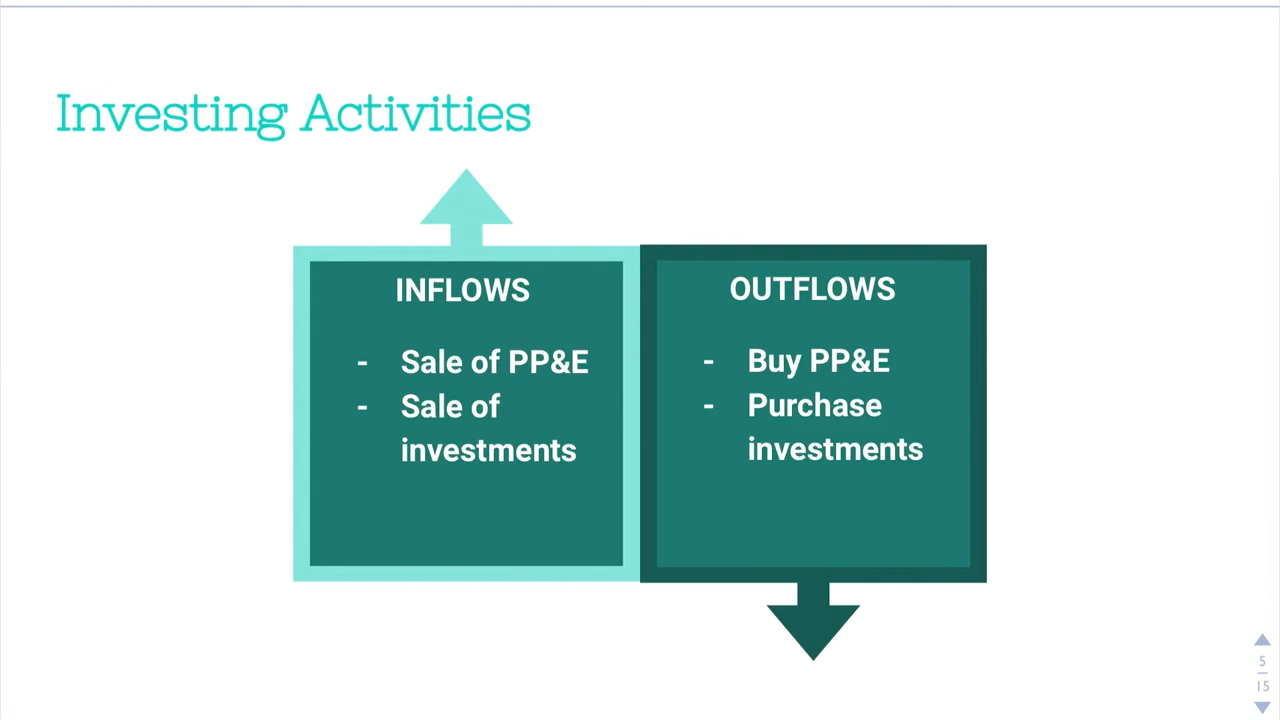 Investing Activities
INFLOWS
- Sale of PP&E
- Sale of
investments
OUTFLOWS
- Buy PP&E
- Purchase
investments
5
15